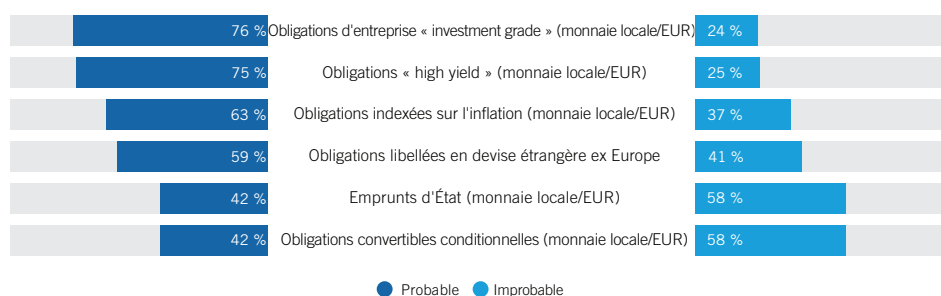 76 % Obligations d'entreprise « investment grade » (monnaie locale/EUR) 24 %
75 % Obligations « high yield » (monnaie locale/EUR) 25 %
63 % Obligations indexées sur l'inflation (monnaie locale/EUR) 37 %
59 % Obligations libellées en devise étrangère ex Europe 41 %
42 % Emprunts d'État (monnaie locale/EUR) 58 %
42 % Obligations convertibles conditionnelles (monnaie locale/EUR) 58 %
Probable Improbable